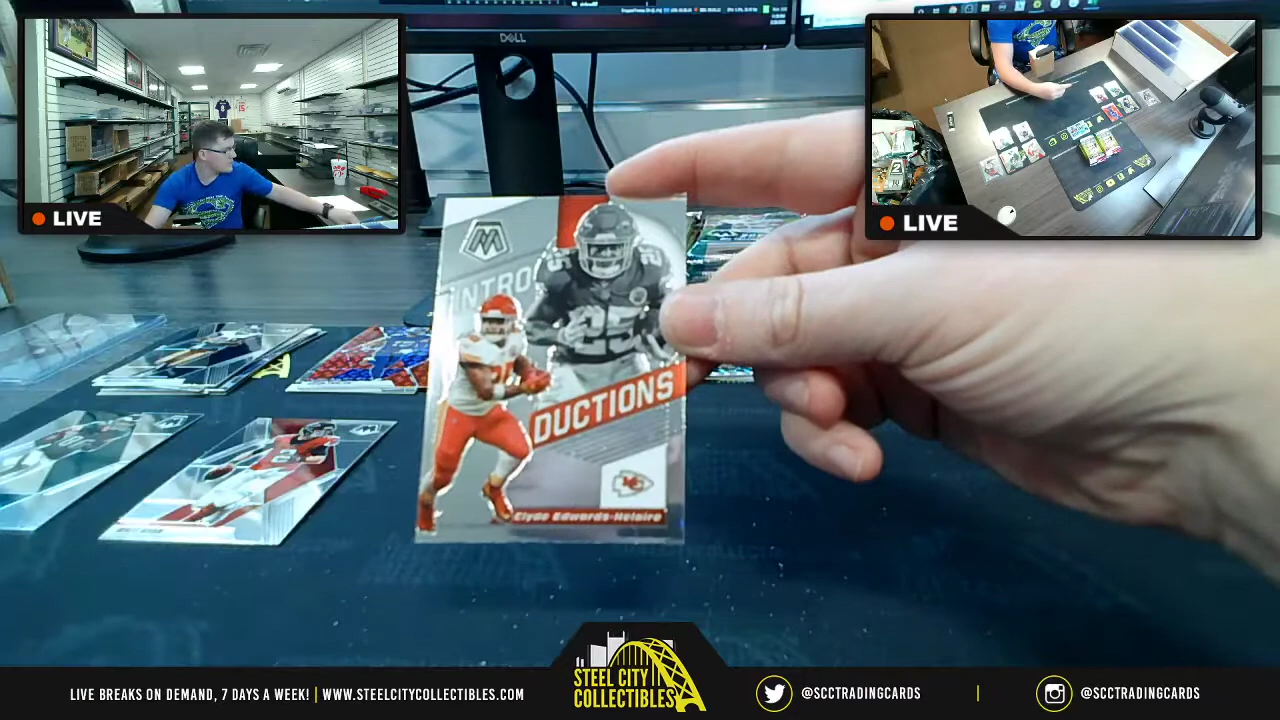 DELL
LIVE
LIVE
INTRO
25
DUCTIONS
Clyde Edwards-Helaire
STEEL CITY
COLLECTIBLES
LIVE BREAKS ON DEMAND, 7 DAYS A WEEK! | WWW.STEELCITYCOLLECTIBLES.COM
@SCCTRADINGCARDS | @SCCTRADINGCARDS